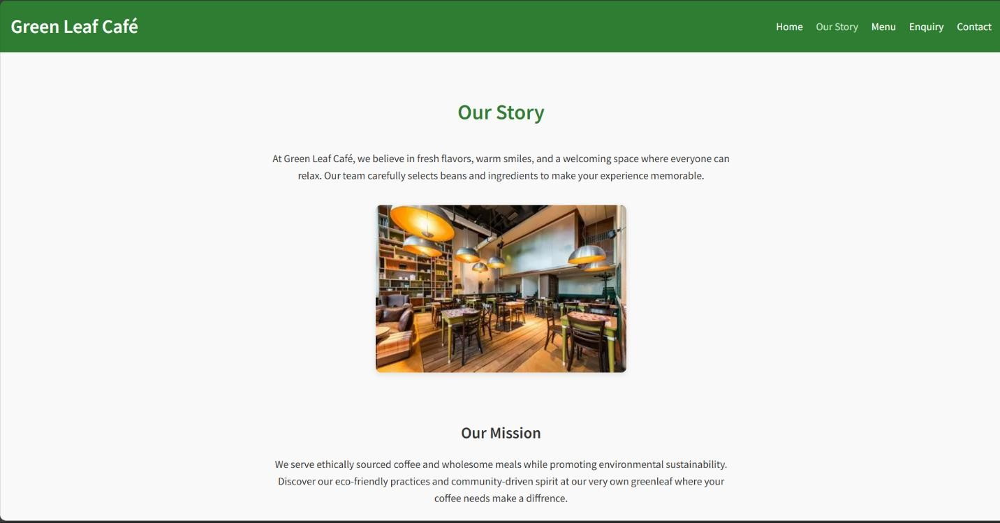 Green Leaf Café
Home Our Story Menu Enquiry Contact
Our Story
At Green Leaf Café, we believe in fresh flavors, warm smiles, and a welcoming space where everyone can
relax. Our team carefully selects beans and ingredients to make your experience memorable.
Our Mission
We serve ethically sourced coffee and wholesome meals while promoting environmental sustainability.
Discover our eco-friendly practices and community-driven spirit at our very own greenleaf where your
coffee needs make a diffrence.